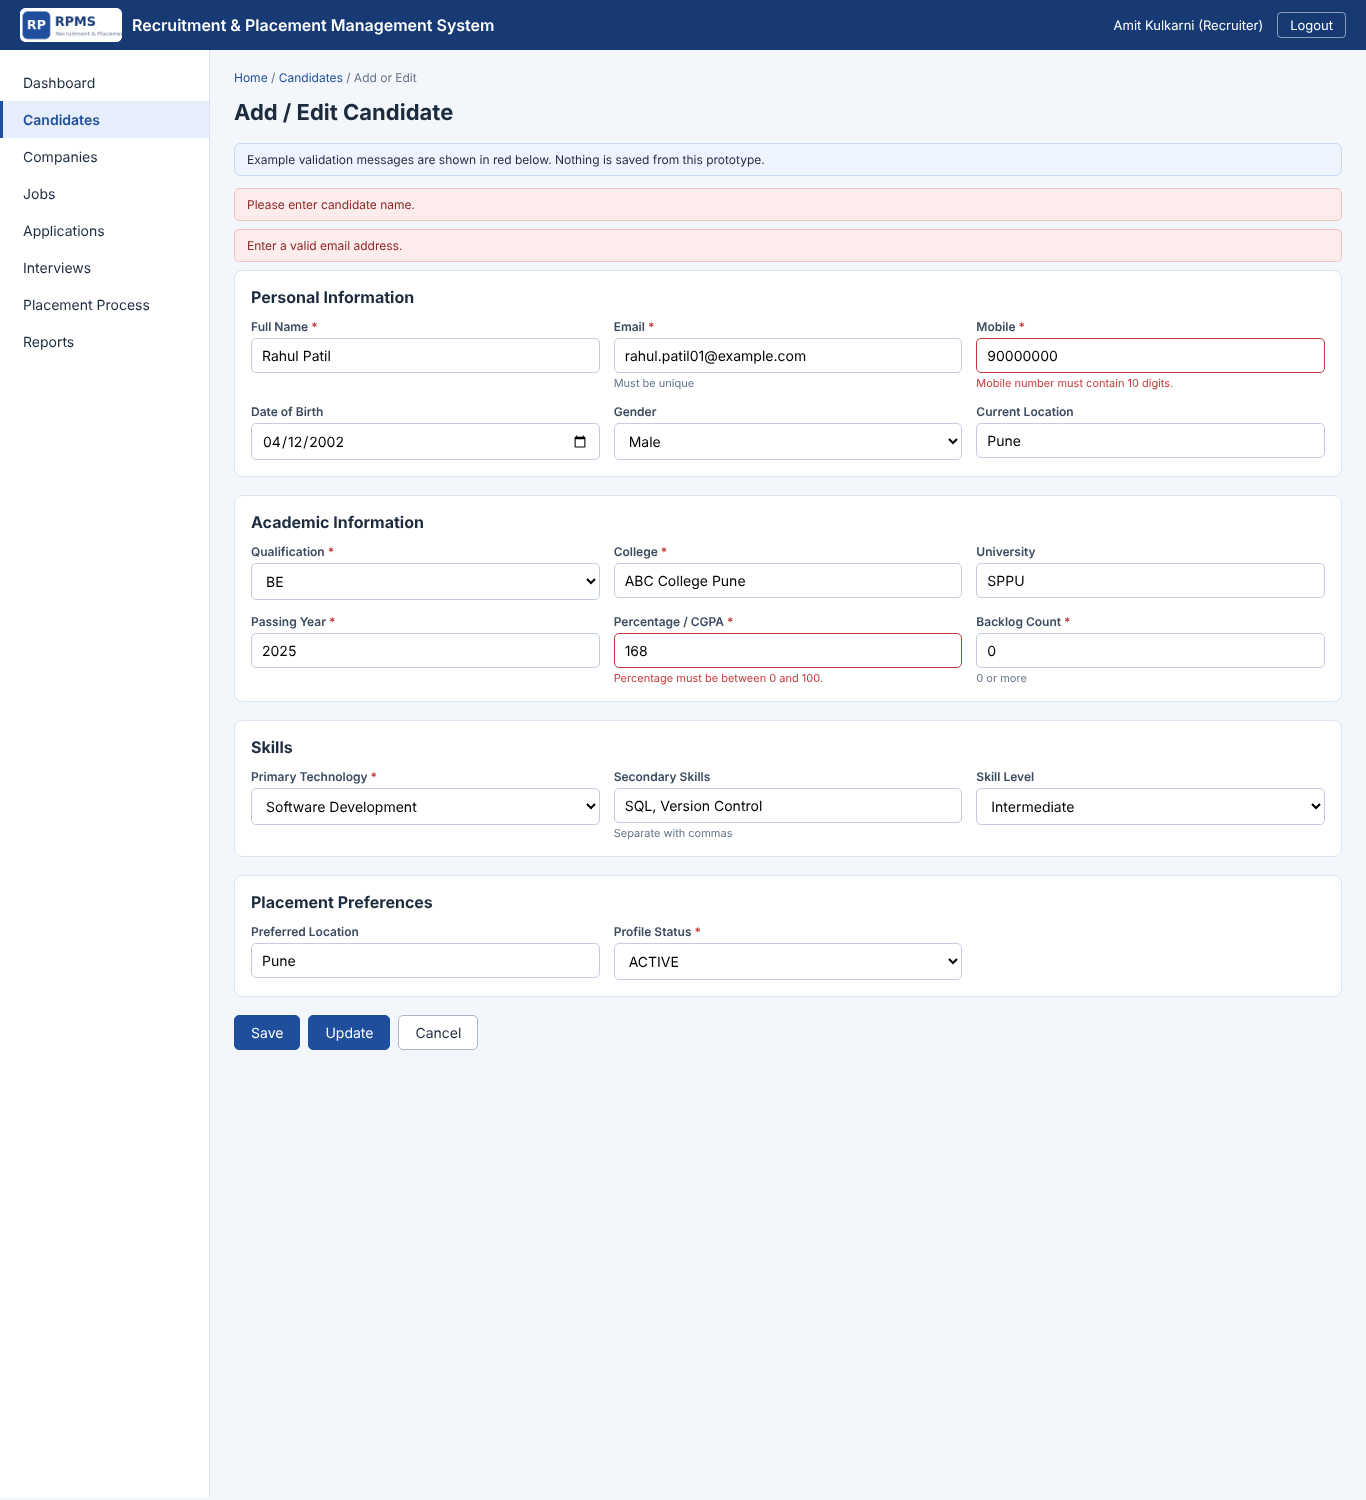 RP RPMS
Recruitment & Placemen
Recruitment & Placement Management System
Amit Kulkarni (Recruiter)
Logout
Dashboard
Candidates
Companies
Jobs
Applications
Interviews
Placement Process
Reports
Home / Candidates / Add or Edit
Add / Edit Candidate
Example validation messages are shown in red below. Nothing is saved from this prototype.
Please enter candidate name.
Enter a valid email address.
Personal Information
Full Name * Email * Mobile *
Rahul Patil rahul.patil01@example.com 90000000
Must be unique Mobile number must contain 10 digits.
Date of Birth Gender Current Location
04/12/2002 Male Pune
Academic Information
Qualification * College * University
BE ABC College Pune SPPU
Passing Year * Percentage / CGPA * Backlog Count *
2025 168 0
Percentage must be between 0 and 100. 0 or more
Skills
Primary Technology * Secondary Skills Skill Level
Software Development SQL, Version Control Intermediate
Separate with commas
Placement Preferences
Preferred Location Profile Status *
Pune ACTIVE
Save Update Cancel